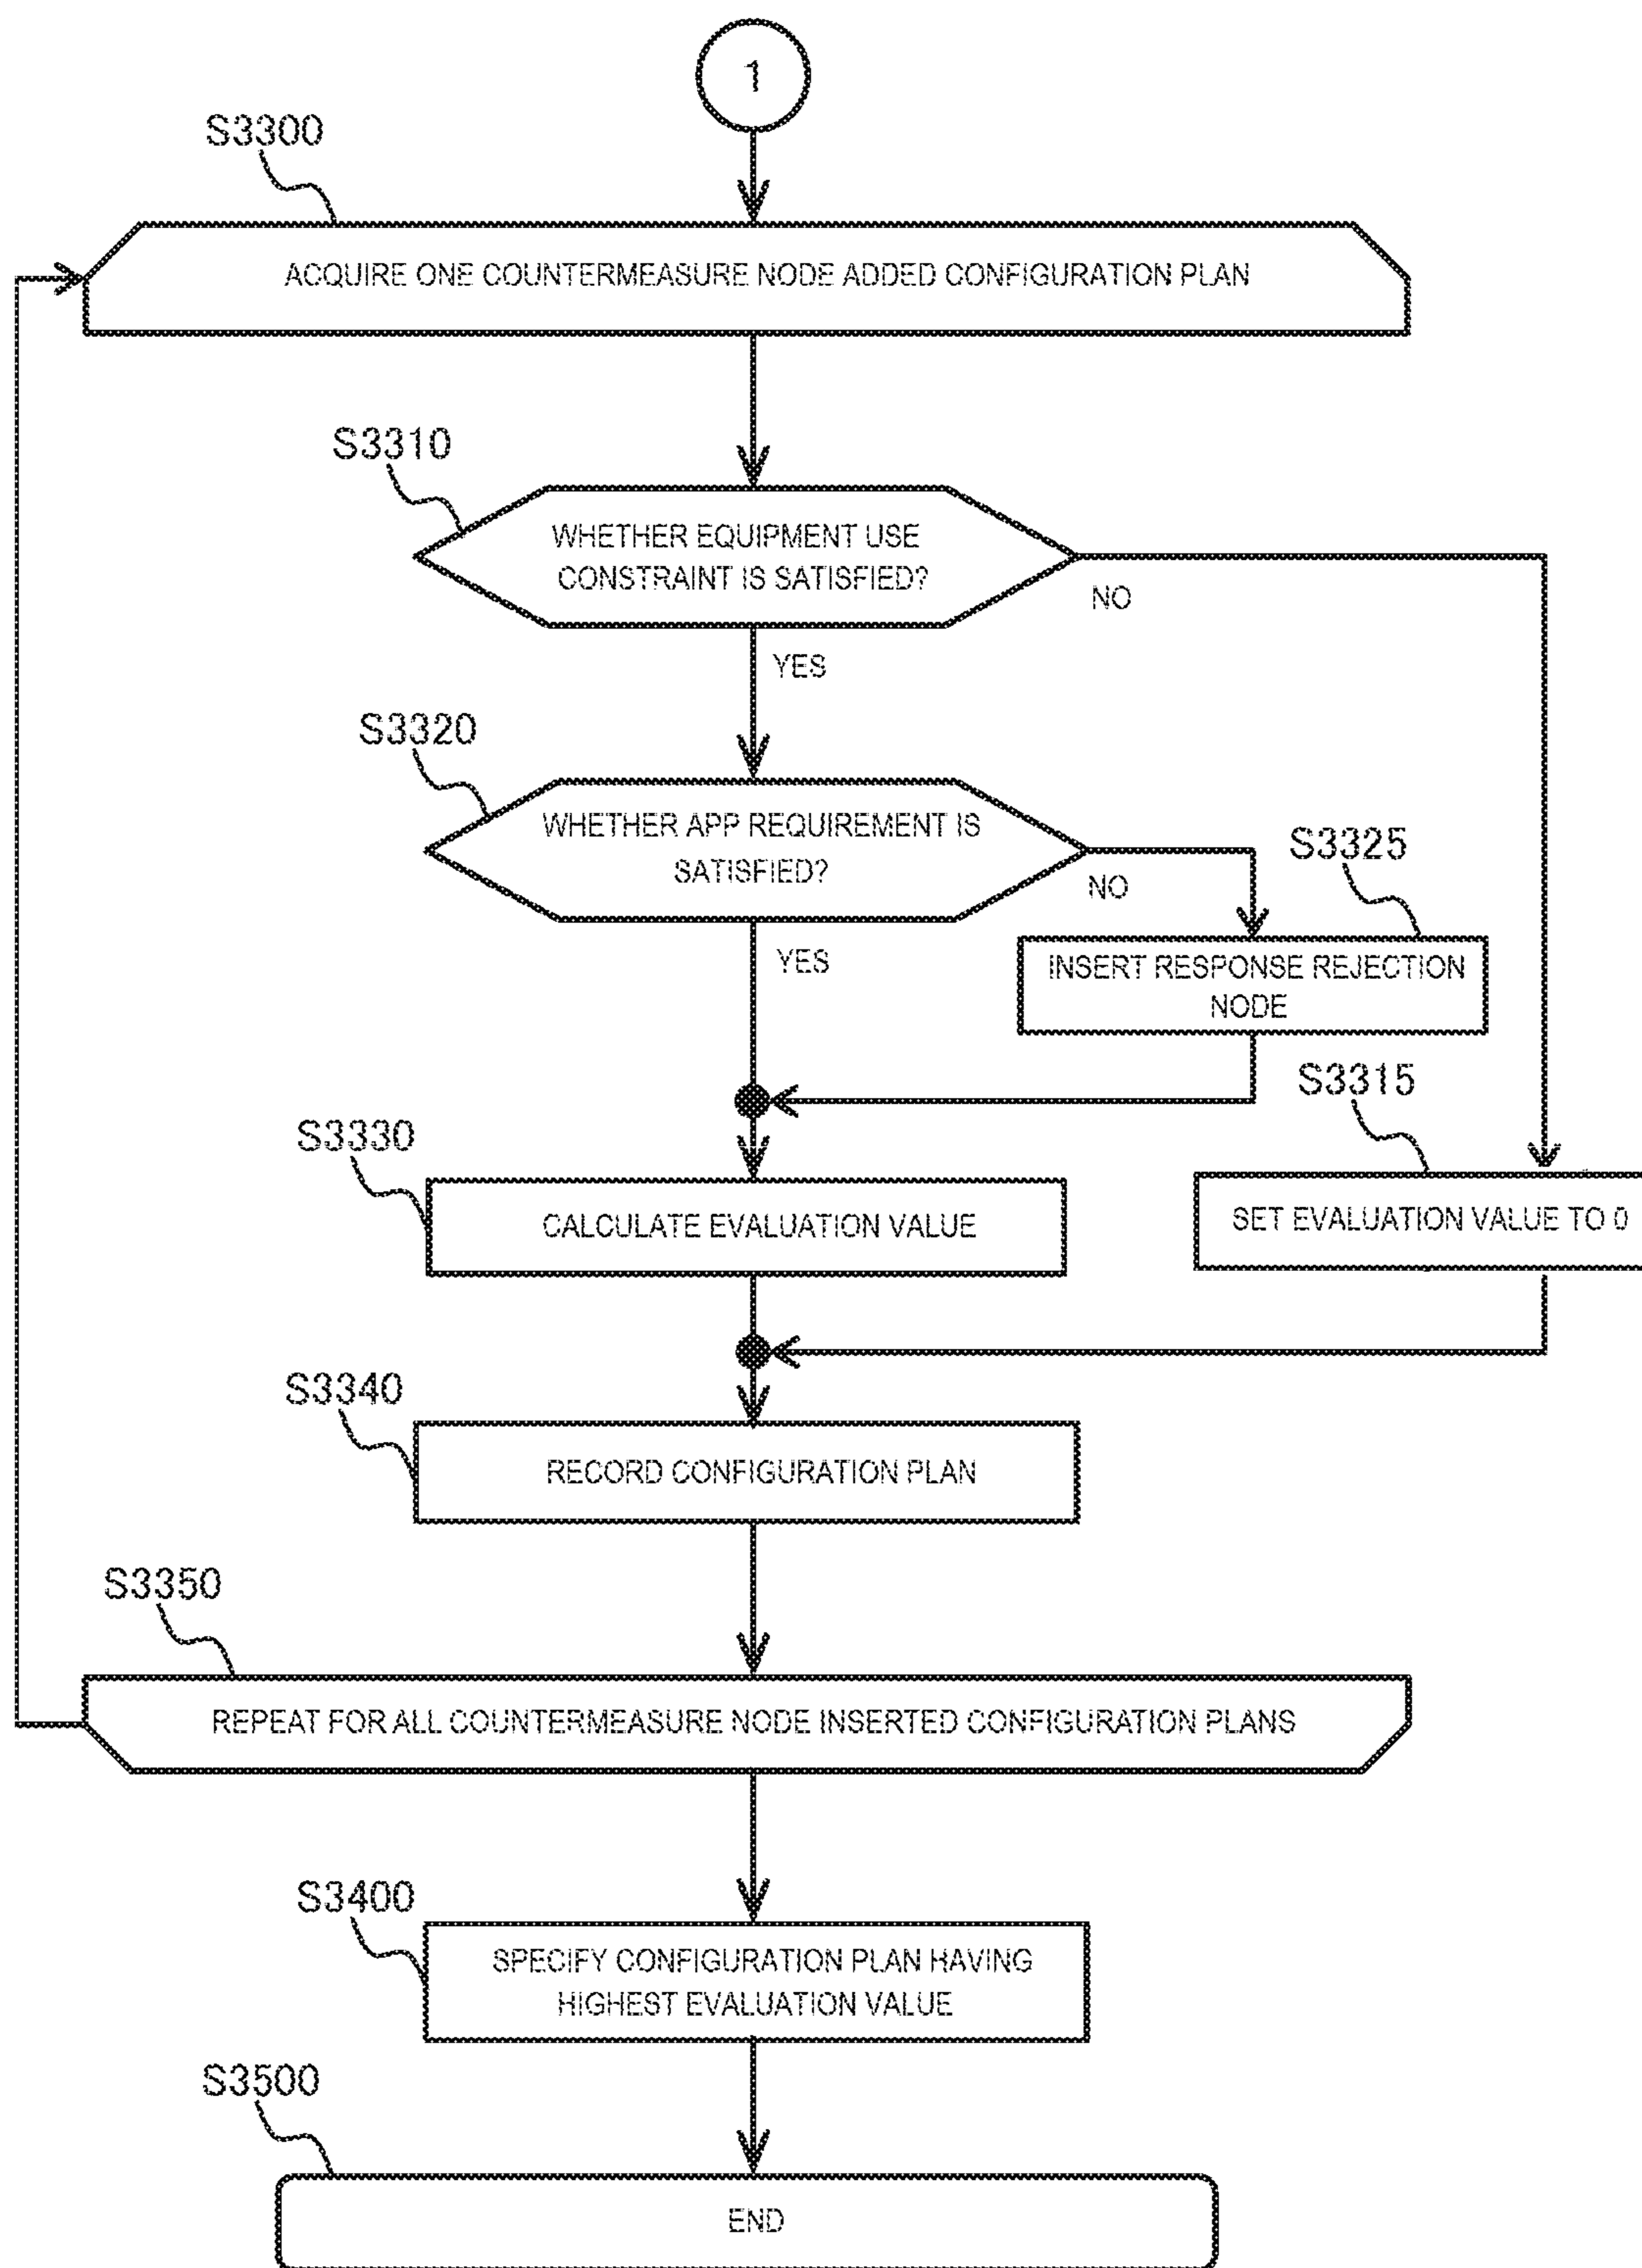 1
S3300
ACQUIRE ONE COUNTERMEASURE NODE ADDED CONFIGURATION PLAN
S3310
WHETHER EQUIPMENT USE
CONSTRAINT IS SATISFIED?
NO
YES
S3320
WHETHER APP REQUIREMENT IS
SATISFIED?
NO
YES
S3325
INSERT RESPONSE REJECTION
NODE
S3315
SET EVALUATION VALUE TO 0
S3330
CALCULATE EVALUATION VALUE
S3340
RECORD CONFIGURATION PLAN
S3350
REPEAT FOR ALL COUNTERMEASURE NODE INSERTED CONFIGURATION PLANS
S3400
SPECIFY CONFIGURATION PLAN HAVING
HIGHEST EVALUATION VALUE
S3500
END